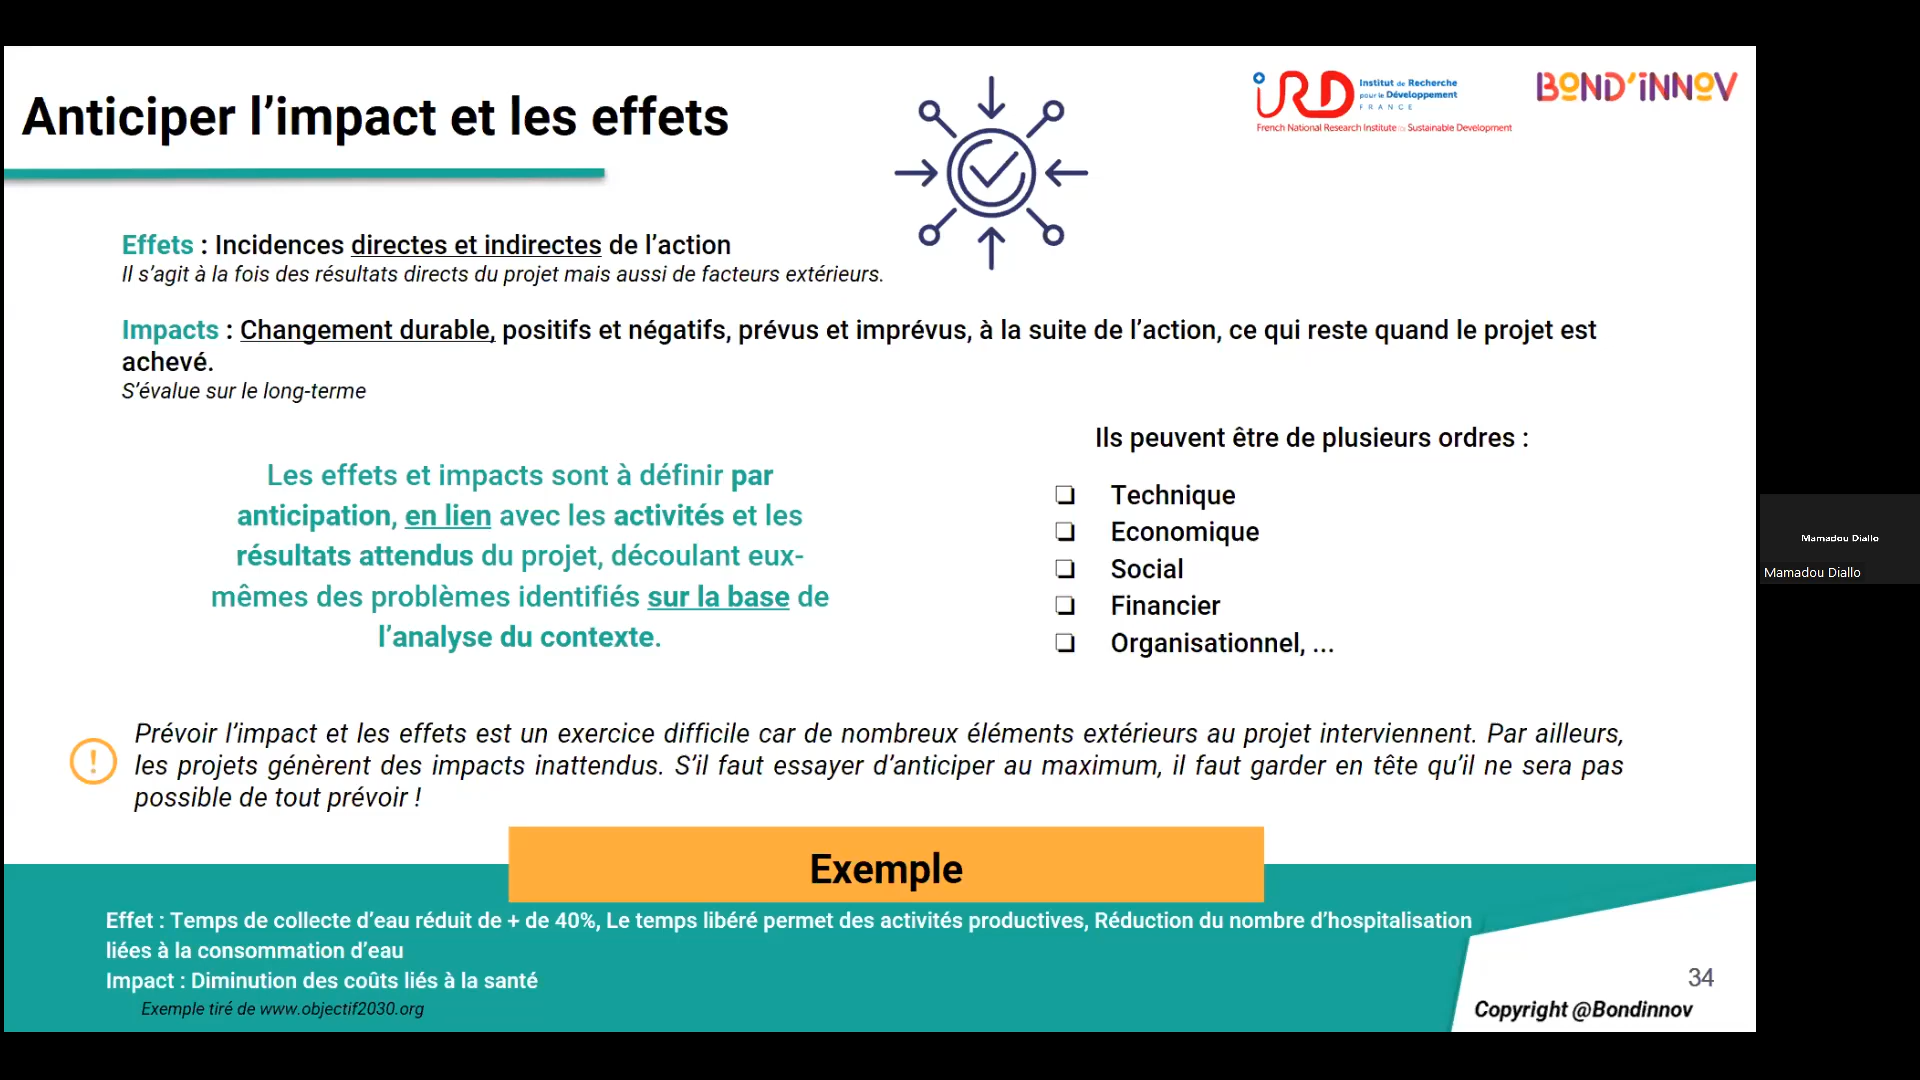 Anticiper l’impact et les effets
iRD Institut de Recherche
pour le Développement
FRANCE
French National Research Institute for Sustainable Development
BOND'iNNOV
Effets : Incidences directes et indirectes de l’action
Il s’agit à la fois des résultats directs du projet mais aussi de facteurs extérieurs.
Impacts : Changement durable, positifs et négatifs, prévus et imprévus, à la suite de l’action, ce qui reste quand le projet est
achevé.
S’évalue sur le long-terme
Les effets et impacts sont à définir par
anticipation, en lien avec les activités et les
résultats attendus du projet, découlant eux-
mêmes des problèmes identifiés sur la base de
l’analyse du contexte.
Ils peuvent être de plusieurs ordres :
❏ Technique
❏ Economique
❏ Social
❏ Financier
❏ Organisationnel, ...
Mamadou Diallo
Mamadou Diallo
! Prévoir l’impact et les effets est un exercice difficile car de nombreux éléments extérieurs au projet interviennent. Par ailleurs,
les projets génèrent des impacts inattendus. S’il faut essayer d’anticiper au maximum, il faut garder en tête qu’il ne sera pas
possible de tout prévoir !
Exemple
Effet : Temps de collecte d’eau réduit de + de 40%, Le temps libéré permet des activités productives, Réduction du nombre d’hospitalisation
liées à la consommation d’eau
Impact : Diminution des coûts liés à la santé
Exemple tiré de www.objectif2030.org
34
Copyright @Bondinnov